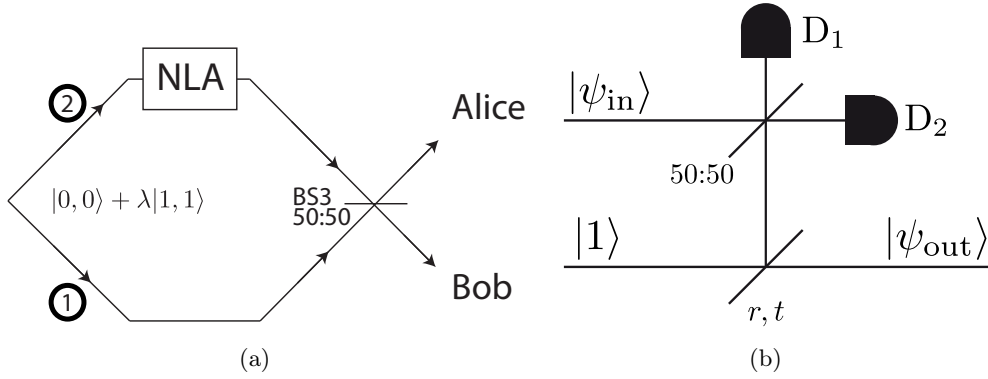 ② NLA
Alice
|0,0⟩ + λ|1,1⟩
BS3
50:50
Bob
①
(a)
D₁
|ψin⟩
D₂
50:50
|1⟩
|ψout⟩
r, t
(b)